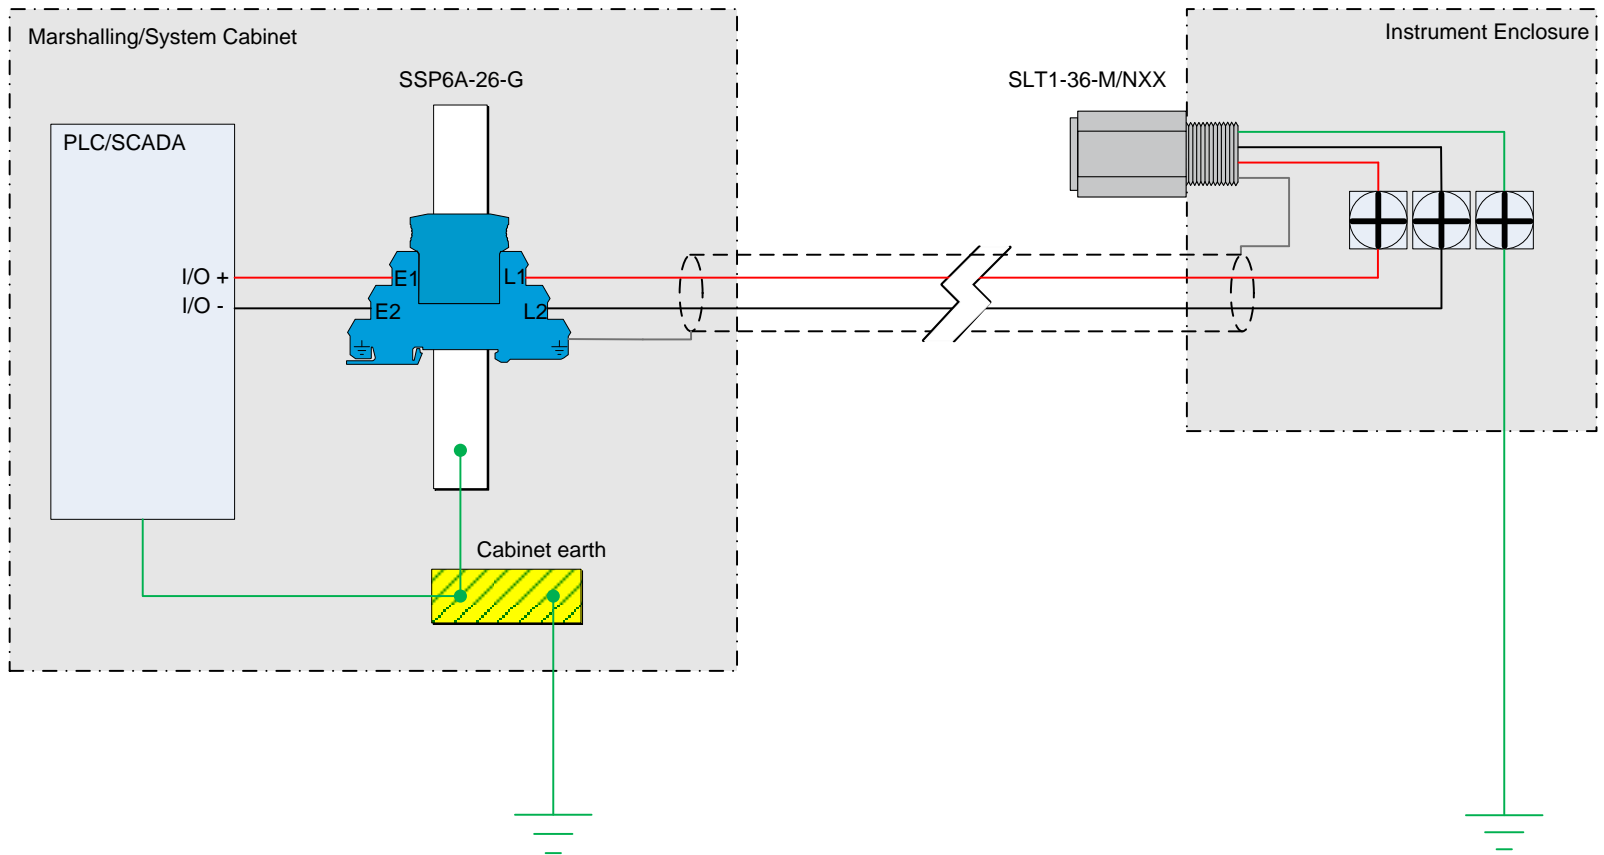 Marshalling/System Cabinet
Instrument Enclosure
SSP6A-26-G
SLT1-36-M/NXX
PLC/SCADA
I/O +
E1
L1
I/O -
E2
L2
Cabinet earth